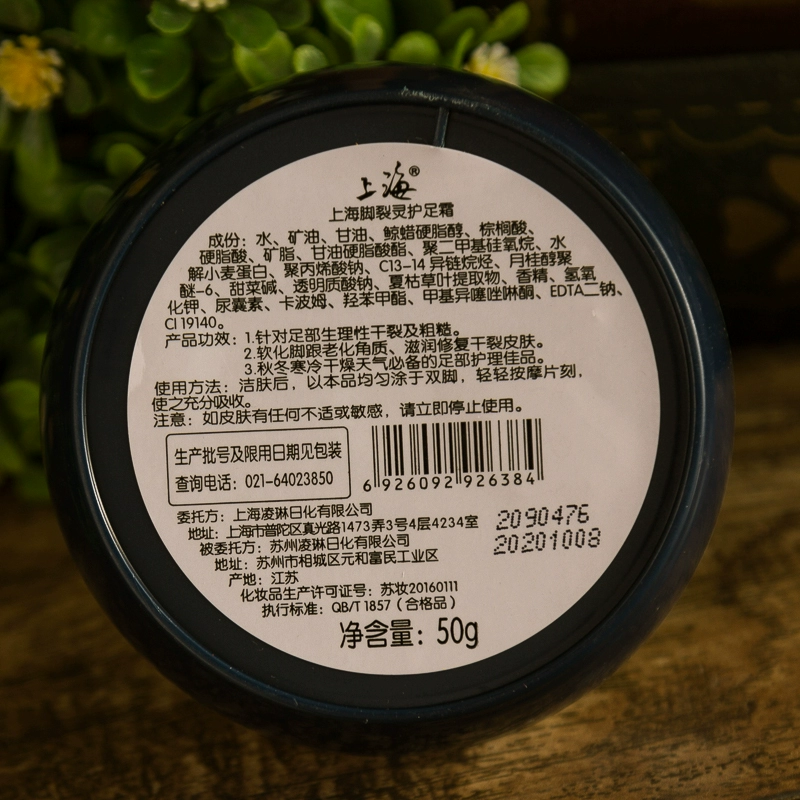 上海®
上海脚裂灵护足霜
成份：水、矿油、甘油、鲸蜡硬脂醇、棕榈酸、
硬脂酸、矿脂、甘油硬脂酸酯、聚二甲基硅氧烷、水
解小麦蛋白、聚丙烯酸钠、C13-14 异链烷烃、月桂醇聚
醚-6、甜菜碱、透明质酸钠、夏枯草叶提取物、香精、氢氧
化钾、尿囊素、卡波姆、羟苯甲酯、甲基异噻唑啉酮、EDTA二钠、
CI 19140。
产品功效：1.针对足部生理性干裂及粗糙。
2.软化脚跟老化角质、滋润修复干裂皮肤。
3.秋冬寒冷干燥天气必备的足部护理佳品。
使用方法：洁肤后，以本品均匀涂于双脚，轻轻按摩片刻，
使之充分吸收。
注意：如皮肤有任何不适或敏感，请立即停止使用。
生产批号及限用日期见包装
查询电话：021-64023850
6 926092 926384
委托方：上海凌琳日化有限公司
地址：上海市普陀区真光路1473弄3号4层4234室
被委托方：苏州凌琳日化有限公司
地址：苏州市相城区元和富民工业区
产地：江苏
化妆品生产许可证号：苏妆20160111
执行标准：QB/T 1857（合格品）
2090476
20201008
净含量：50g